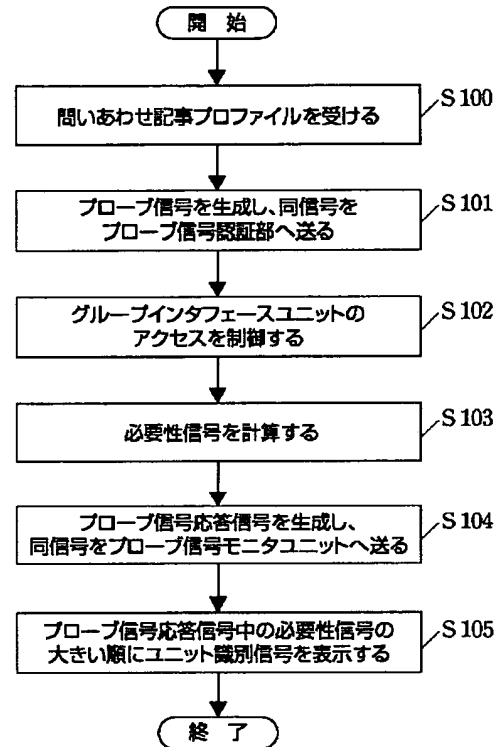 開 始
問いあわせ記事プロファイルを受ける
S 100
プローブ信号を生成し、同信号を
プローブ信号認証部へ送る
S 101
グループインタフェースユニットの
アクセスを制御する
S 102
必要性信号を計算する
S 103
プローブ信号応答信号を生成し、
同信号をプローブ信号モニタユニットへ送る
S 104
プローブ信号応答信号中の必要性信号の
大きい順にユニット識別信号を表示する
S 105
終 了